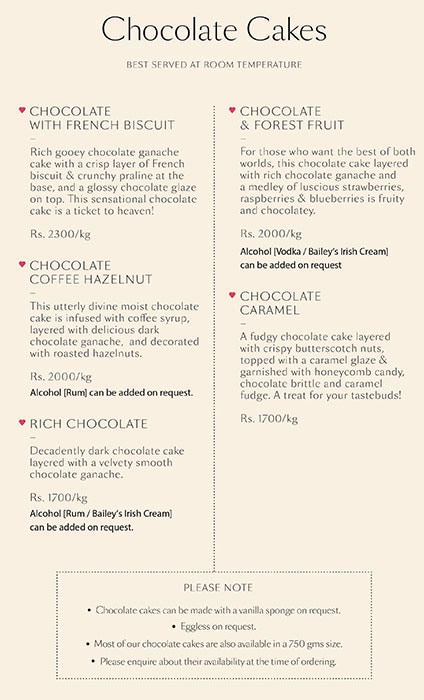 Chocolate Cakes
BEST SERVED AT ROOM TEMPERATURE
CHOCOLATE
WITH FRENCH BISCUIT
–
Rich gooey chocolate ganache
cake with a crisp layer of French
biscuit & crunchy praline at the
base, and a glossy chocolate glaze
on top. This sensational chocolate
cake is a ticket to heaven!
Rs. 2300/kg
CHOCOLATE
COFFEE HAZELNUT
–
This utterly divine moist chocolate
cake is infused with coffee syrup,
layered with delicious dark
chocolate ganache, and decorated
with roasted hazelnuts.
Rs. 2000/kg
Alcohol [Rum] can be added on request.
RICH CHOCOLATE
–
Decadently dark chocolate cake
layered with a velvety smooth
chocolate ganache.
Rs. 1700/kg
Alcohol [Rum / Bailey's Irish Cream]
can be added on request.
CHOCOLATE
& FOREST FRUIT
–
For those who want the best of both
worlds, this chocolate cake layered
with rich chocolate ganache and
a medley of luscious strawberries,
raspberries & blueberries is fruity
and chocolatey.
Rs. 2000/kg
Alcohol [Vodka / Bailey's Irish Cream]
can be added on request
CHOCOLATE
CARAMEL
–
A fudgy chocolate cake layered
with crispy butterscotch nuts,
topped with a caramel glaze &
garnished with honeycomb candy,
chocolate brittle and caramel
fudge. A treat for your tastebuds!
Rs. 1700/kg
PLEASE NOTE
• Chocolate cakes can be made with a vanilla sponge on request.
• Eggless on request.
• Most of our chocolate cakes are also available in a 750 gms size.
• Please enquire about their availability at the time of ordering.